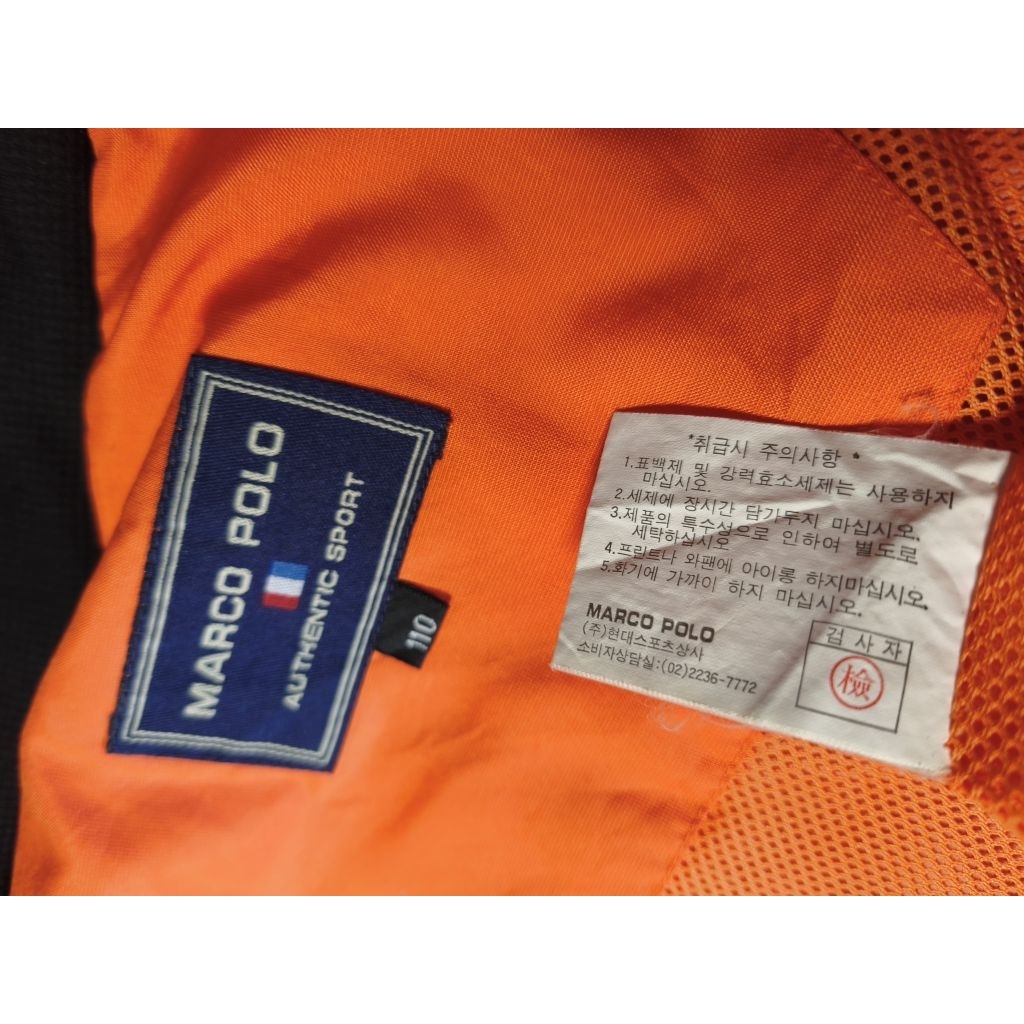 MARCO POLO
AUTHENTIC SPORT
110
*취급시 주의사항 *
1.표백제 및 강력효소세제는 사용하지
마십시오.
2.세제에 장시간 담가두지 마십시오.
3.제품의 특수성으로 인하여 별도로
세탁하십시오
4.프린트나 와팬에 아이롱 하지마십시오.
5.화기에 가까이 하지 마십시오.
MARCO POLO
(주)현대스포츠상사
소비자상담실:(02)2236-7772
검사자
檢